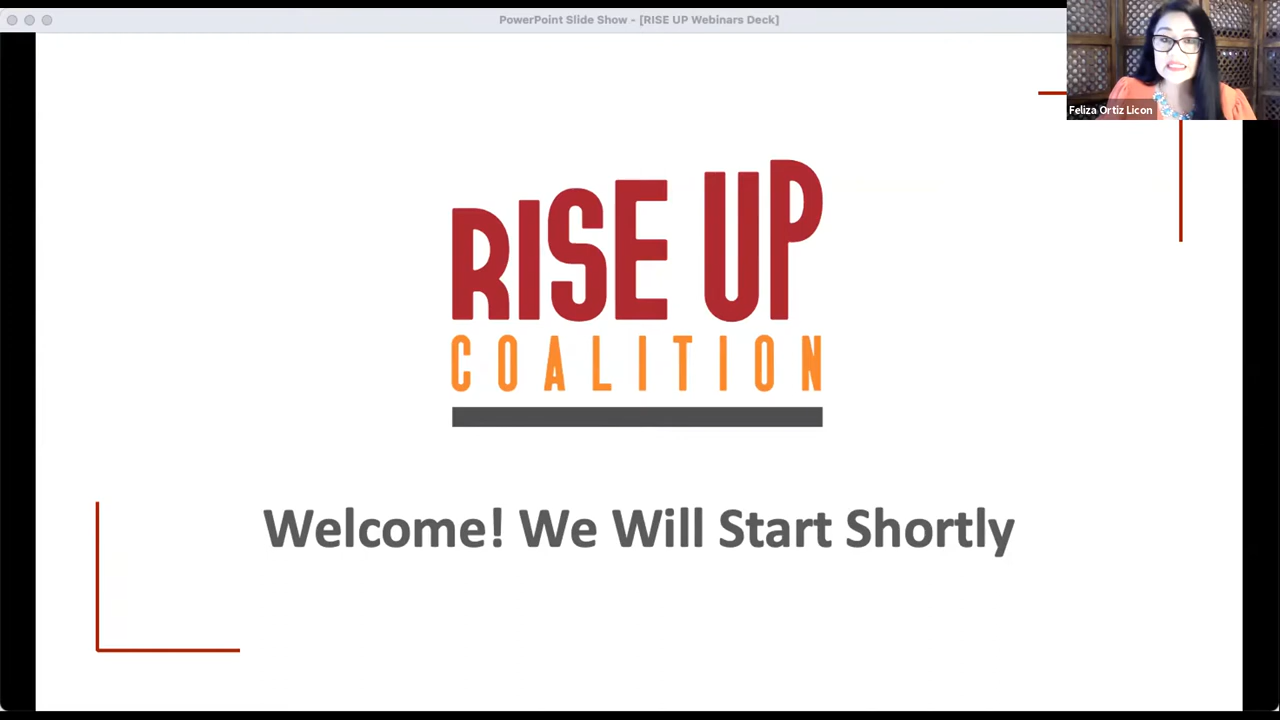 PowerPoint Slide Show - [RISE UP Webinars Deck]
Feliza Ortiz Licon
RISE UP
COALITION
Welcome! We Will Start Shortly